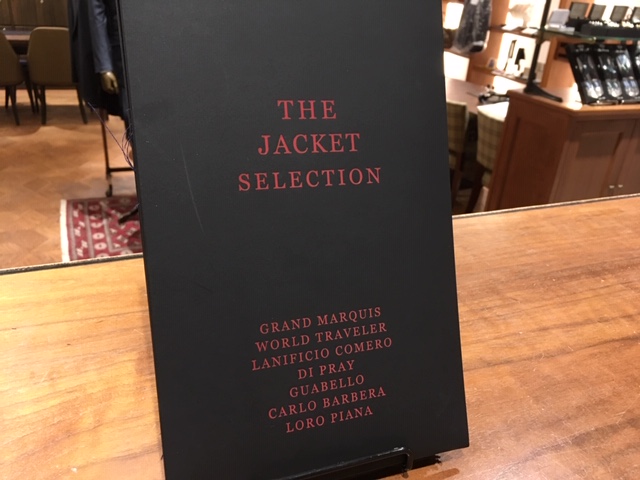 THE
JACKET
SELECTION
GRAND MARQUIS
WORLD TRAVELER
LANIFICIO COMERO
DI PRAY
GUABELLO
CARLO BARBERA
LORO PIANA